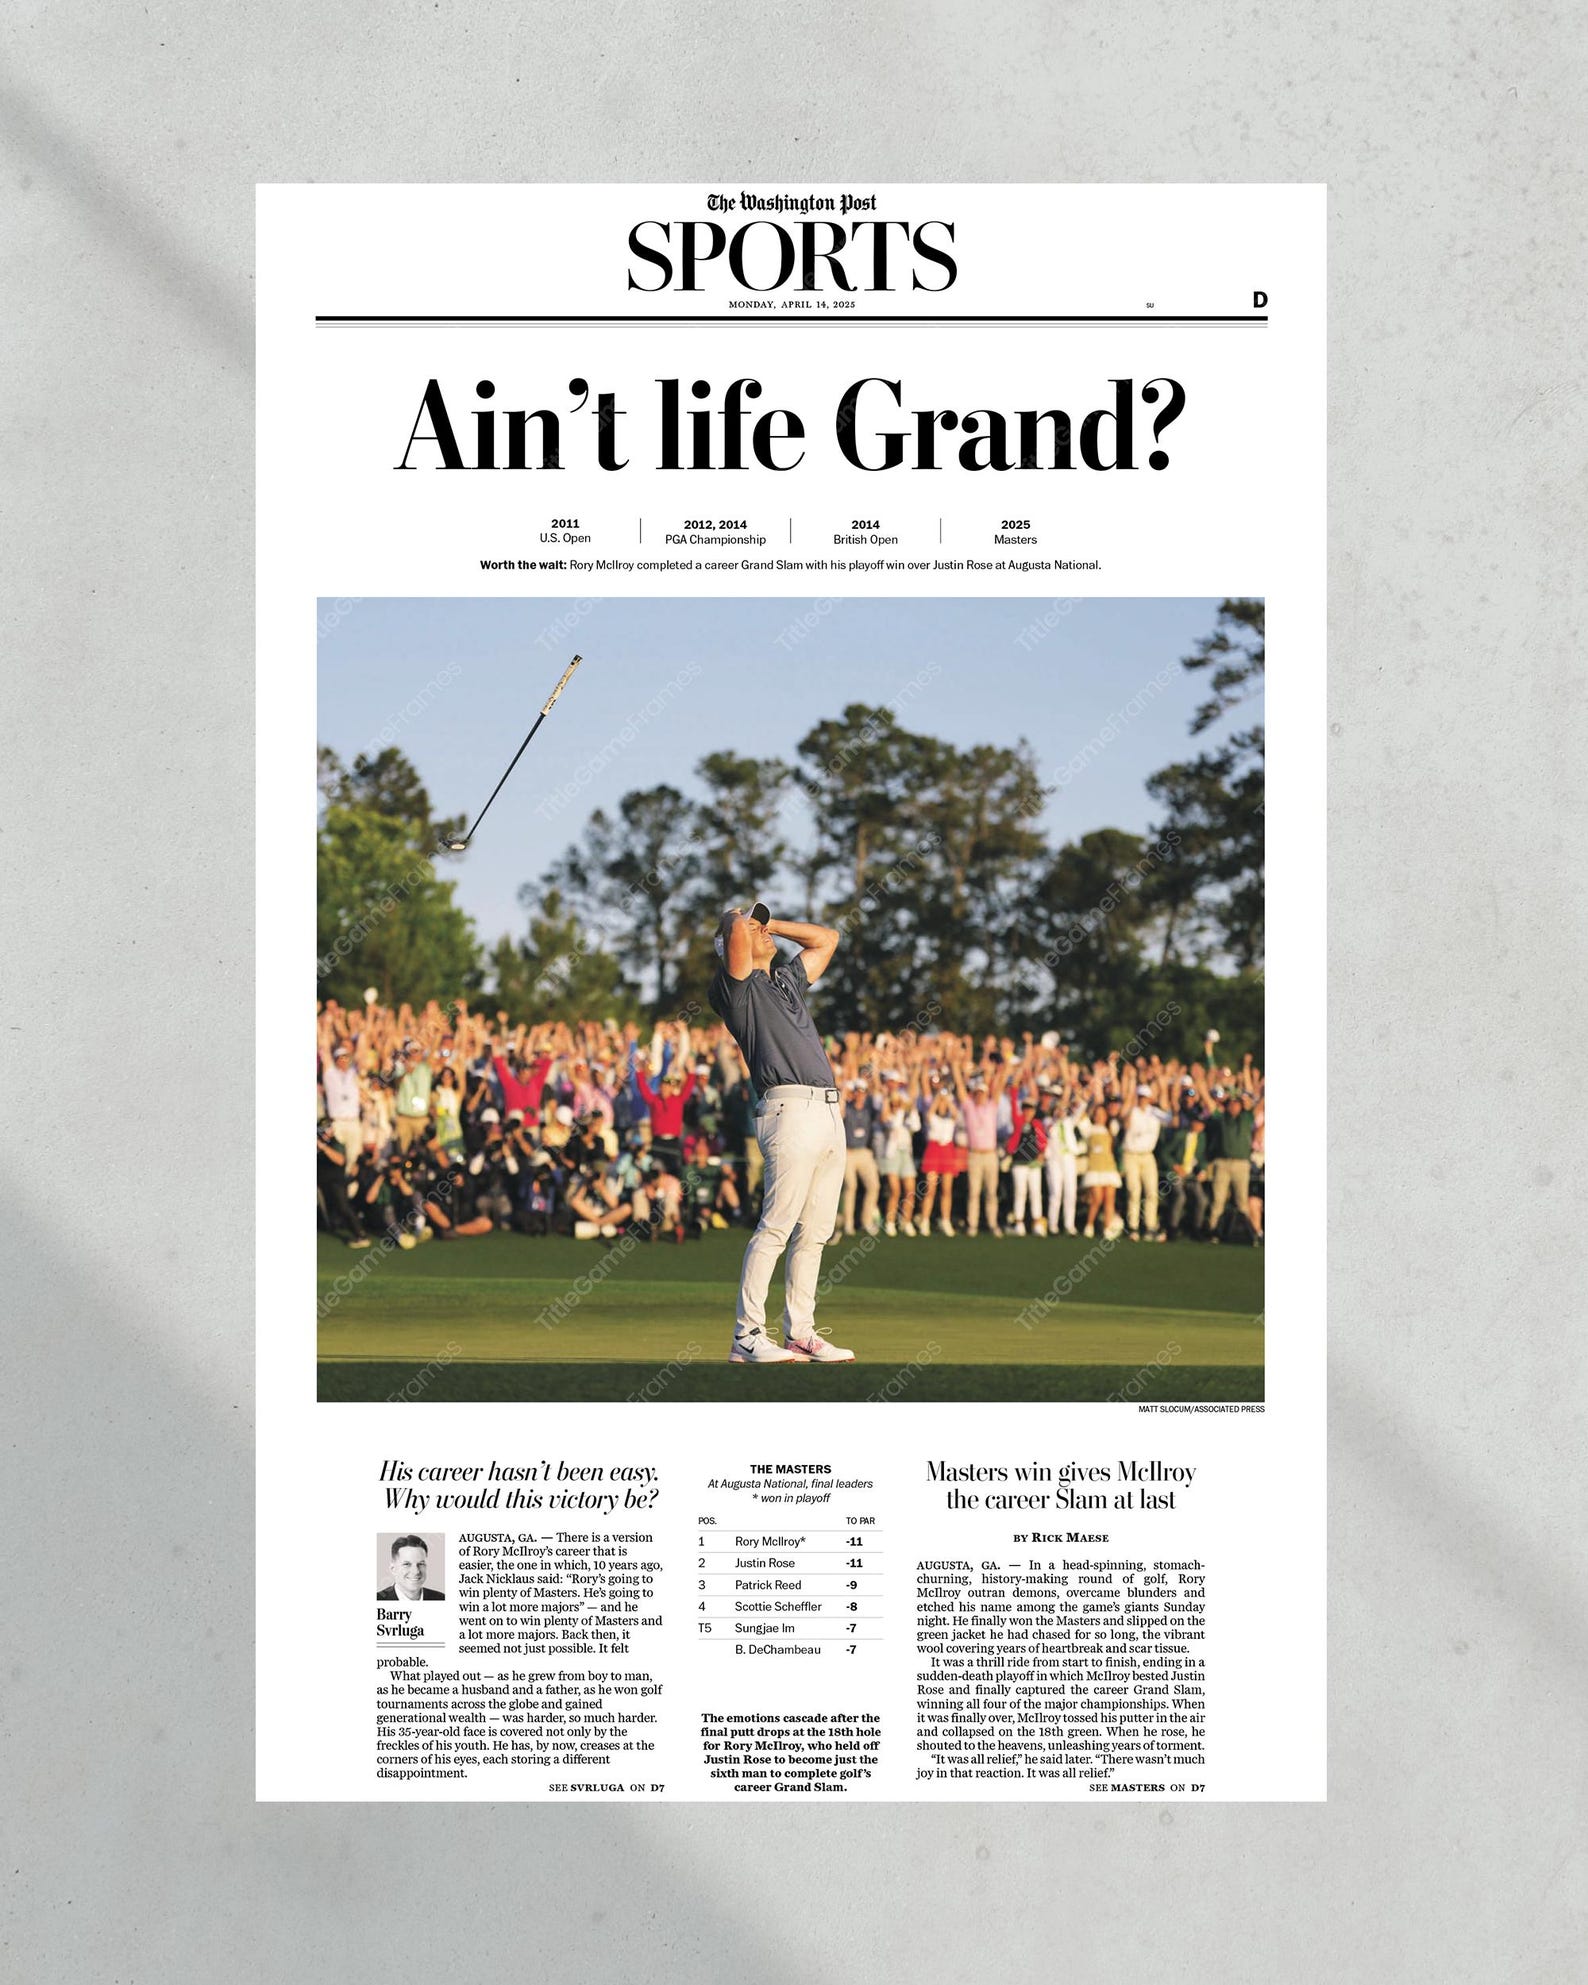 The Washington Post
SPORTS
MONDAY, APRIL 14, 2025
SU
D
Ain't life Grand?
2011
U.S. Open
2012, 2014
PGA Championship
2014
British Open
2025
Masters
Worth the wait: Rory McIlroy completed a career Grand Slam with his playoff win over Justin Rose at Augusta National.
TitleGameFrames
MATT SLOCUM/ASSOCIATED PRESS
His career hasn't been easy.
Why would this victory be?
Barry
Svrluga
AUGUSTA, GA. — There is a version
of Rory McIlroy's career that is
easier, the one in which, 10 years ago,
Jack Nicklaus said: “Rory's going to
win plenty of Masters. He's going to
win a lot more majors” — and he
went on to win plenty of Masters and
a lot more majors. Back then, it
seemed not just possible. It felt
probable.
What played out — as he grew from boy to man,
as he became a husband and a father, as he won golf
tournaments across the globe and gained
generational wealth — was harder, so much harder.
His 35-year-old face is covered not only by the
freckles of his youth. He has, by now, creases at the
corners of his eyes, each storing a different
disappointment.
SEE SVRLUGA ON D7
THE MASTERS
At Augusta National, final leaders
* won in playoff
POS. TO PAR
1 Rory McIlroy* -11
2 Justin Rose -11
3 Patrick Reed -9
4 Scottie Scheffler -8
T5 Sungjae Im -7
B. DeChambeau -7
The emotions cascade after the
final putt drops at the 18th hole
for Rory McIlroy, who held off
Justin Rose to become just the
sixth man to complete golf's
career Grand Slam.
Masters win gives McIlroy
the career Slam at last
BY RICK MAESE
AUGUSTA, GA. — In a head-spinning, stomach-
churning, history-making round of golf, Rory
McIlroy outran demons, overcame blunders and
etched his name among the game's giants Sunday
night. He finally won the Masters and slipped on the
green jacket he had chased for so long, the vibrant
wool covering years of heartbreak and scar tissue.
It was a thrill ride from start to finish, ending in a
sudden-death playoff in which McIlroy bested Justin
Rose and finally captured the career Grand Slam,
winning all four of the major championships. When
it was finally over, McIlroy tossed his putter in the air
and collapsed on the 18th green. When he rose, he
shouted to the heavens, unleashing years of torment.
“It was all relief,” he said later. “There wasn't much
joy in that reaction. It was all relief.”
SEE MASTERS ON D7